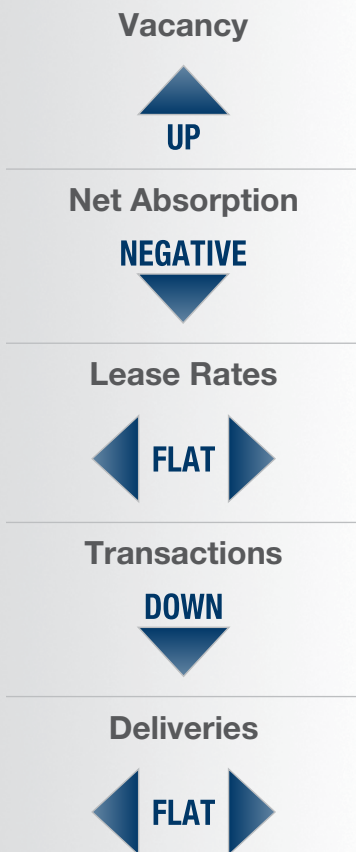 Vacancy
UP
Net Absorption
NEGATIVE
Lease Rates
FLAT
Transactions
DOWN
Deliveries
FLAT